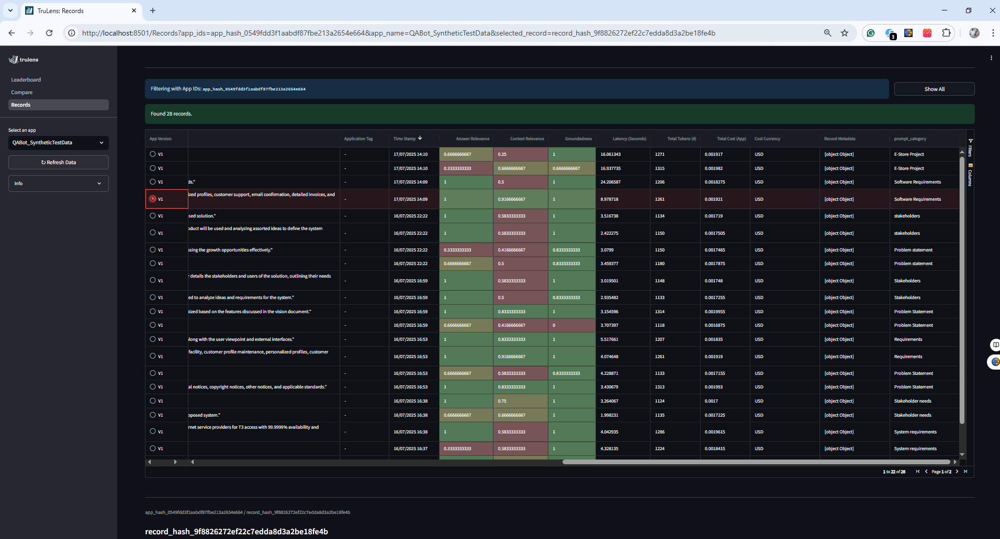 TruLens: Records
http://localhost:8501/Records?app_ids=app_hash_0549fdd3f1aabdf87fbe213a2654e664&app_name=QABot_SyntheticTestData&selected_record=record_hash_9f8826272ef22c7edda8d3a2be18fe4b
3
trulens
Leaderboard
Compare
Records
Select an app
QABot_SyntheticTestData
↻ Refresh Data
Info
Filtering with App IDs: app_hash_0549fdd3f1aabdf87fbe213a2654e664
Show All
Found 28 records.
App Version Application Tag Time Stamp Answer Relevance Context Relevance Groundedness Latency (Seconds) Total Tokens (#) Total Cost (App) Cost Currency Record Metadata prompt_category
V1 - 17/07/2025 14:10 0.6666666667 0.25 1 16.061343 1271 0.001917 USD [object Object] E-Store Project
V1 - 17/07/2025 14:10 0.3333333333 0.6666666667 0.6666666667 16.937735 1315 0.001982 USD [object Object] E-Store Project
V1 ds." - 17/07/2025 14:09 1 0.5 1 24.206587 1206 0.0018275 USD [object Object] Software Requirements
V1 ized profiles, customer support, email confirmation, detailed invoices, and - 17/07/2025 14:09 1 0.9166666667 1 8.978718 1261 0.001921 USD [object Object] Software Requirements
V1 sed solution." - 16/07/2025 22:22 1 0.5833333333 1 3.516738 1134 0.001719 USD [object Object] stakeholders
V1 oduct will be used and analyzing assorted ideas to define the system - 16/07/2025 22:22 1 0.5833333333 1 2.422275 1150 0.0017505 USD [object Object] stakeholders
V1 ssing the growth opportunities effectively." - 16/07/2025 22:22 0.3333333333 0.4166666667 0.8333333333 3.0799 1150 0.0017465 USD [object Object] Problem statement
V1 - 16/07/2025 22:22 0.6666666667 0.5 0.8333333333 3.459377 1180 0.0017875 USD [object Object] Problem statement
V1 r details the stakeholders and users of the solution, outlining their needs - 16/07/2025 16:59 1 0.5833333333 1 3.019501 1148 0.001748 USD [object Object] Stakeholders
V1 ed to analyze ideas and requirements for the system." - 16/07/2025 16:59 1 0.5 0.8333333333 2.935482 1133 0.0017255 USD [object Object] Stakeholders
V1 nized based on the features discussed in the vision document." - 16/07/2025 16:59 1 0.8333333333 1 3.154596 1314 0.0019955 USD [object Object] Problem Statement
V1 - 16/07/2025 16:59 0.6666666667 0.4166666667 0 3.707397 1118 0.0016875 USD [object Object] Problem Statement
V1 along with the user viewpoint and external interfaces." - 16/07/2025 16:53 1 0.8333333333 1 5.517661 1207 0.001835 USD [object Object] Requirements
V1 facility, customer profile maintenance, personalized profiles, customer - 16/07/2025 16:53 1 0.9166666667 1 4.074648 1261 0.001919 USD [object Object] Requirements
V1 - 16/07/2025 16:53 0.6666666667 0.5833333333 0.8333333333 4.228871 1133 0.0017155 USD [object Object] Problem Statement
V1 al notices, copyright notices, other notices, and applicable standards." - 16/07/2025 16:53 1 0.8333333333 1 3.430679 1313 0.001993 USD [object Object] Problem Statement
V1 - 16/07/2025 16:38 1 0.75 1 3.264067 1124 0.0017 USD [object Object] Stakeholder needs
V1 oposed system." - 16/07/2025 16:38 0.6666666667 0.6666666667 1 1.998231 1135 0.0017225 USD [object Object] Stakeholder needs
V1 rnet service providers for T3 access with 99.9999% availability and - 16/07/2025 16:38 1 0.5833333333 1 4.042935 1286 0.0019615 USD [object Object] System requirements
V1 - 16/07/2025 16:37 0.3333333333 0.5833333333 1 4.328135 1224 0.0018415 USD [object Object] System requirements
Filters
Columns
1 to 22 of 28 Page 1 of 2
app_hash_0549fdd3f1aabdf87fbe213a2654e664 / record_hash_9f8826272ef22c7edda8d3a2be18fe4b
record_hash_9f8826272ef22c7edda8d3a2be18fe4b